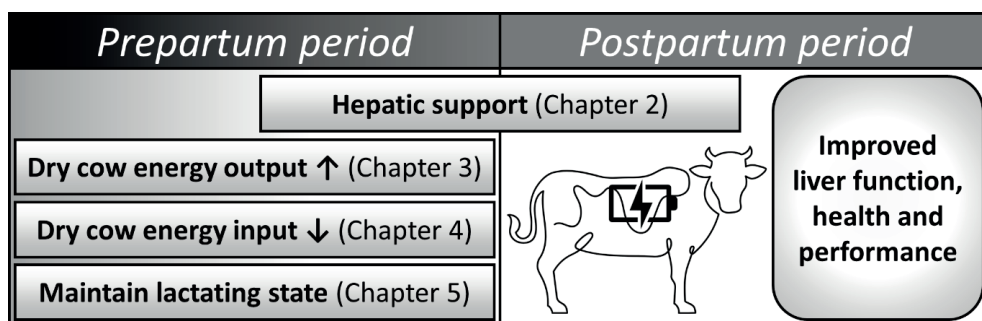 Prepartum period
Postpartum period
Hepatic support (Chapter 2)
Dry cow energy output ↑ (Chapter 3)
Dry cow energy input ↓ (Chapter 4)
Maintain lactating state (Chapter 5)
Improved
liver function,
health and
performance